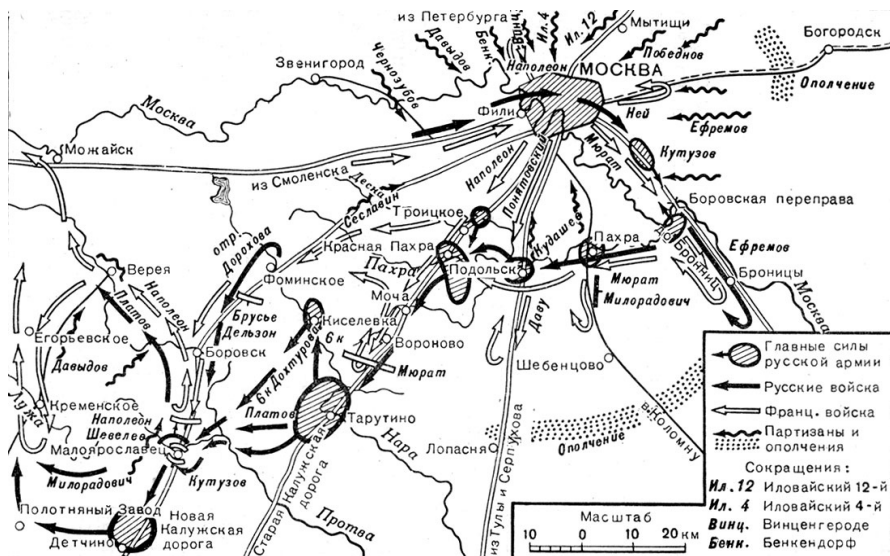 из Петербурга
Давыдов
Бенк.
Винц.
Ил.4
Ил.12
Мытищи
Победнов
Богородск
Звенигород
Чернозубов
Наполеон
МОСКВА
Ополчение
Москва
Фили
Ней
Ефремов
Можайск
из Смоленска
Мюрат
Кутузов
Наполеон
Понятовский
Десна
Сеславин
Троицкое
Боровская переправа
отр. Дорохова
Красная Пахра
Кудашев
Пахра
Ефремов
Пахра
Подольск
Бронницы
Верея
Фоминское
Моча
Мюрат
Милорадович
Москва
Наполеон
Платов
Брусье
Дельзон
Киселевка
6к
Даву
Егорьевское
Вороново
Давыдов
Боровск
6к Дохтурова
Мюрат
Шебенцово
Лужа
Кременское
Наполеон
Шевелев
Платов
Тарутино
в. Коломну
Малоярославец
Нара
Лопасня
Ополчение
Милорадович
Кутузов
Полотняный Завод
Детчино
Новая
Калужская
дорога
Старая Калужская
дорога
Протва
из Тулы и Серпухова
Главные силы
русской армии
Русские войска
Франц. войска
Партизаны и
ополчения
Сокращения:
Ил.12 Иловайский 12-й
Ил. 4 Иловайский 4-й
Винц. Винценгероде
Бенк. Бенкендорф
Масштаб
10 0 10 20 км